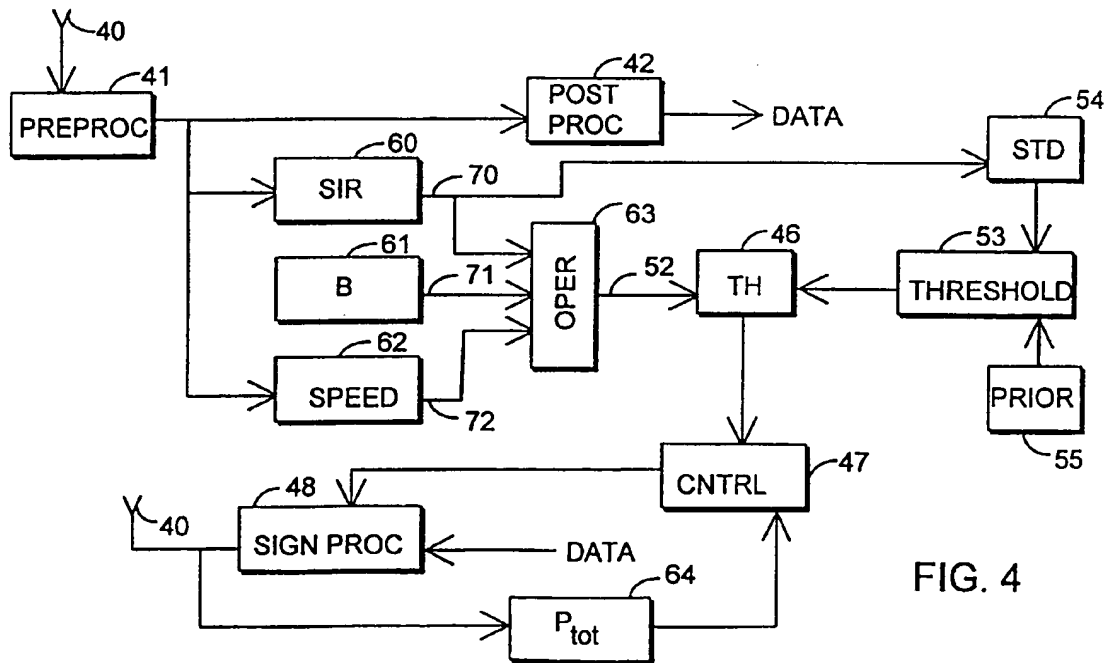 40
41
PREPROC
42
POST
PROC
DATA
54
STD
60
SIR
70
63
OPER
61
B
71
52
46
TH
53
THRESHOLD
62
SPEED
72
PRIOR
55
CNTRL
47
40
48
SIGN PROC
DATA
64
Ptot
FIG. 4